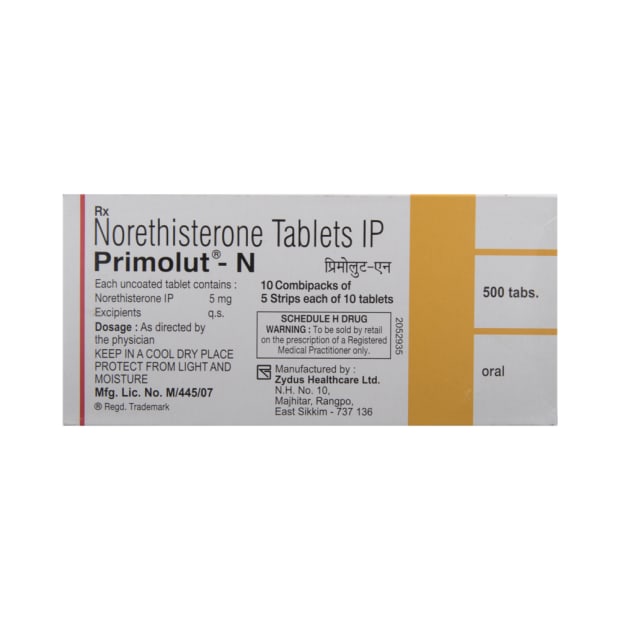 Rx
Norethisterone Tablets IP
Primolut®- N
प्रिमोलुट-एन
Each uncoated tablet contains :
Norethisterone IP 5 mg
Excipients q.s.
Dosage : As directed by
the physician
KEEP IN A COOL DRY PLACE
PROTECT FROM LIGHT AND
MOISTURE
Mfg. Lic. No. M/445/07
® Regd. Trademark
10 Combipacks of
5 Strips each of 10 tablets
SCHEDULE H DRUG
WARNING : To be sold by retail
on the prescription of a Registered
Medical Practitioner only.
2052935
Manufactured by :
Zydus Healthcare Ltd.
N.H. No. 10,
Majhitar, Rangpo,
East Sikkim - 737 136
500 tabs.
oral